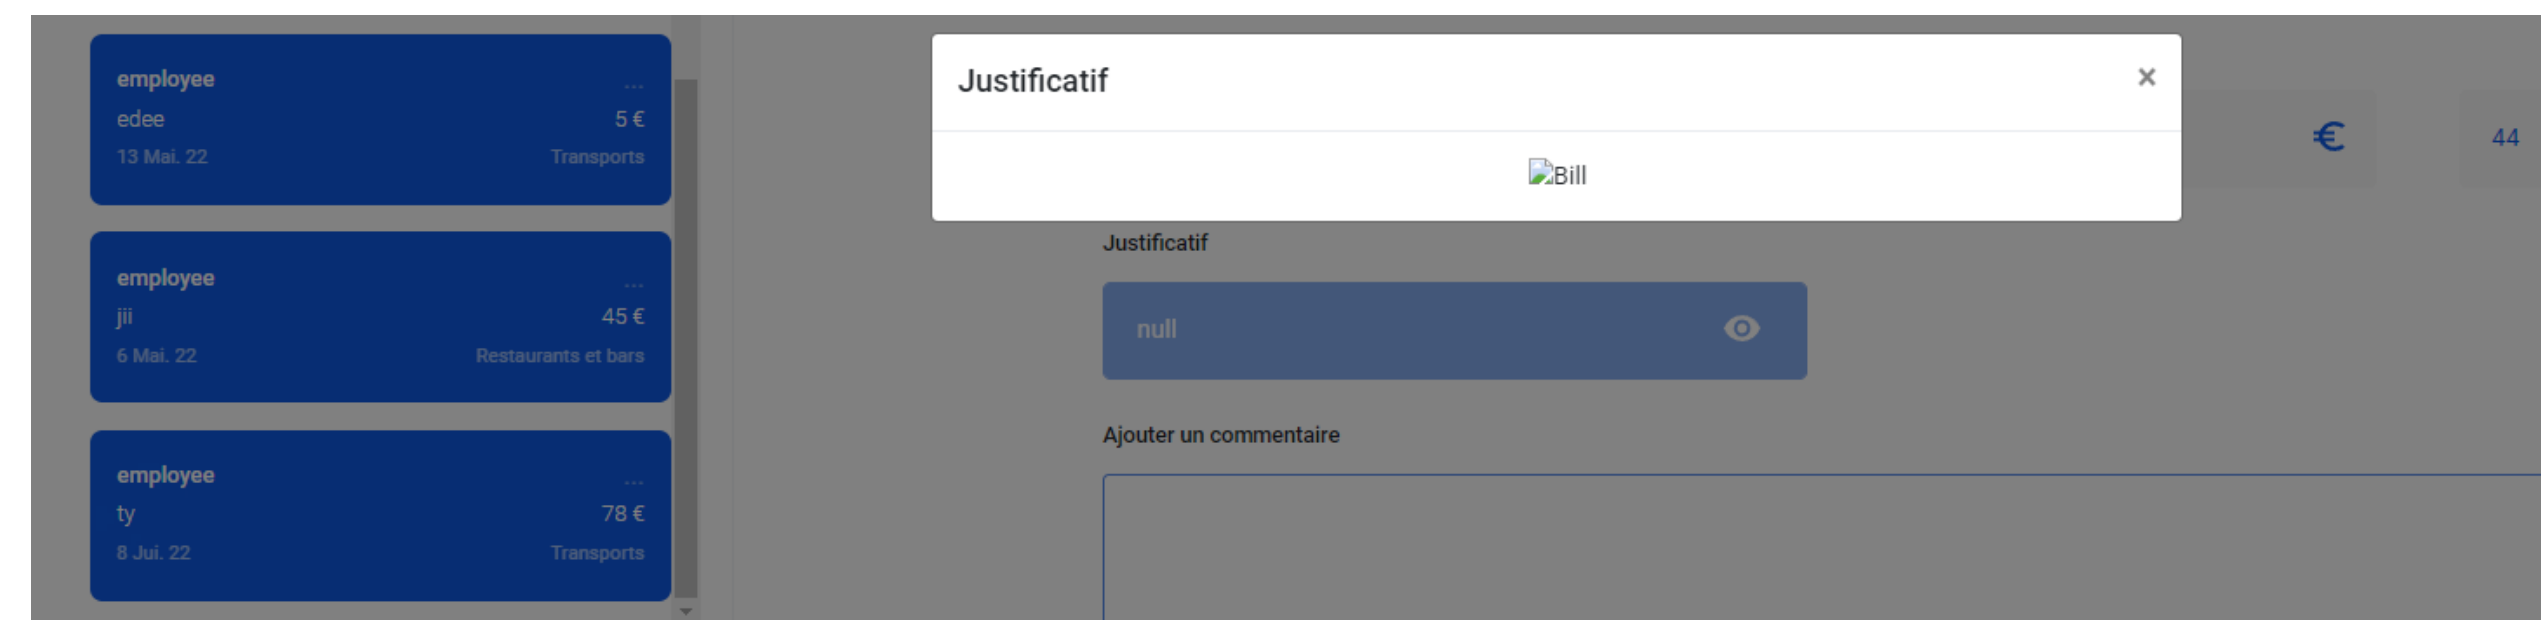 employee
...
edee
5 €
13 Mai. 22
Transports
employee
...
jii
45 €
6 Mai. 22
Restaurants et bars
employee
...
ty
78 €
8 Jui. 22
Transports
Justificatif
×
Bill
€
44
Justificatif
null
Ajouter un commentaire